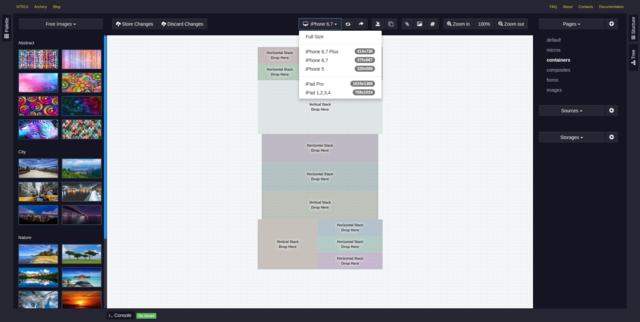 Archery
Blog
FAQ
About
Contacts
Documentation
Palette
Free Images
Store Changes
Discard Changes
iPhone 6,7
Zoom in
100%
Zoom out
Pages
Structure
Tree
Full Size
iPhone 6,7 Plus 414x736
iPhone 6,7 375x667
iPhone 5 320x568
iPad Pro 1024x1366
iPad 1,2,3,4 768x1024
Abstract
City
Nature
Horizontal Stack
Drop Here
Horizontal Stack
Drop Here
Vertical Stack
Drop Here
Horizontal Stack
Drop Here
Horizontal Stack
Drop Here
Vertical Stack
Drop Here
Vertical Stack
Drop Here
Horizontal Stack
Drop Here
Horizontal Stack
Drop Here
Horizontal Stack
Drop Here
default
micros
containers
composites
forms
images
Sources
Storages
Console